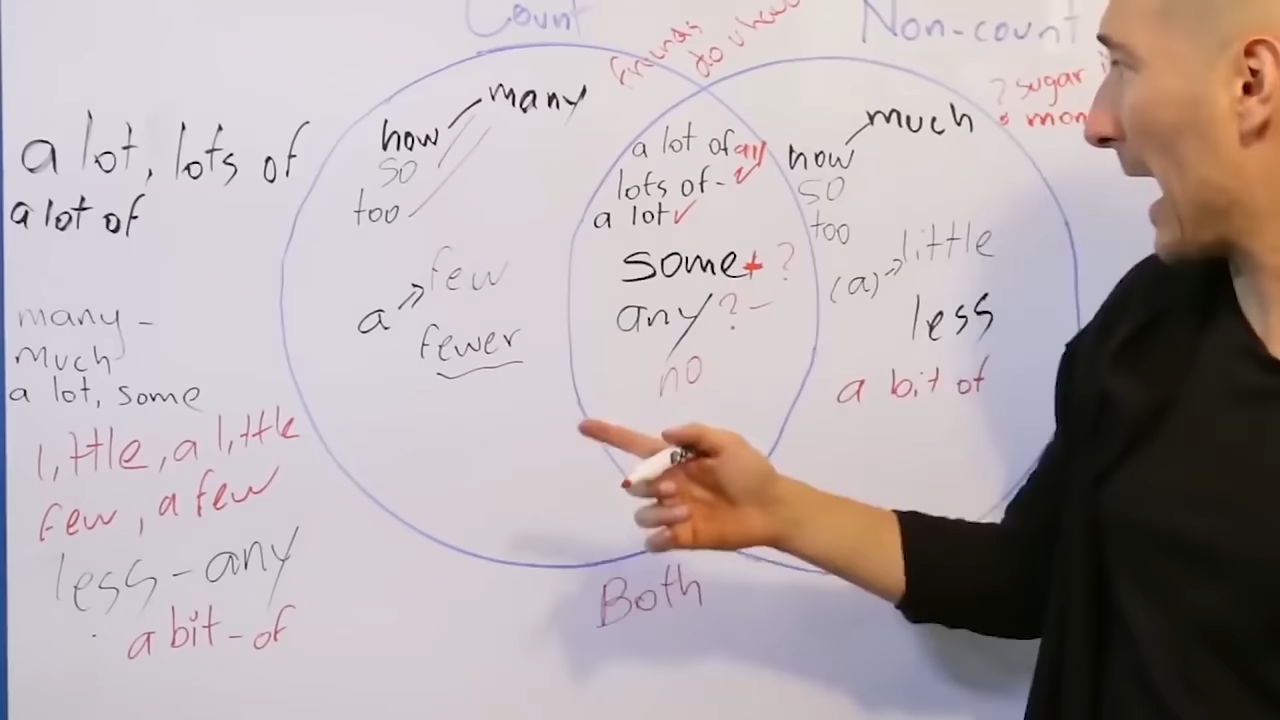 Count
Non-count
friends
do u have
? sugar
mon
a lot, lots of
a lot of
many -
much
a lot, some
little, a little
few, a few
less - any
a bit - of
how many
so
too
a few
fewer
a lot of all
lots of -
a lot
some + ?
any ? -
no
how much
so
too
(a) little
less
a bit of
Both